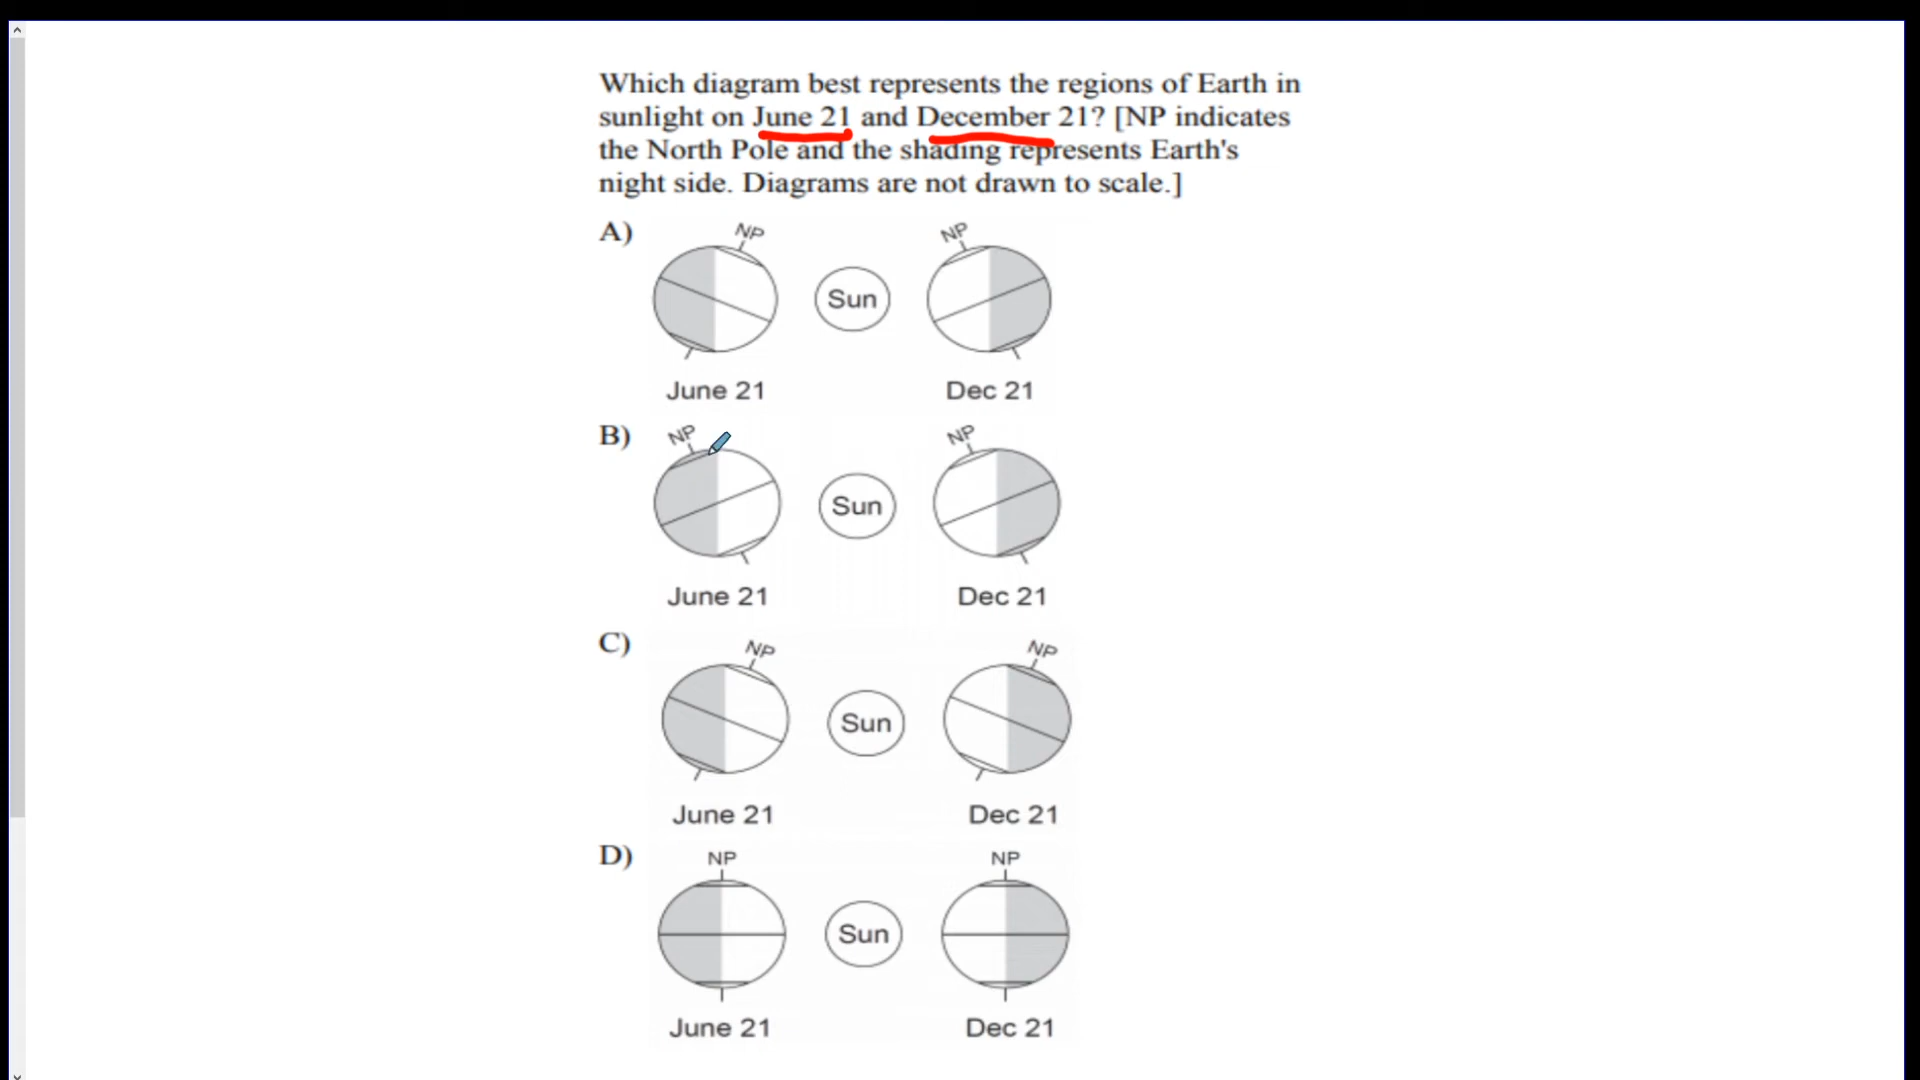 Which diagram best represents the regions of Earth in
sunlight on June 21 and December 21? [NP indicates
the North Pole and the shading represents Earth's
night side. Diagrams are not drawn to scale.]
A)
NP
NP
Sun
June 21
Dec 21
B)
NP
NP
Sun
June 21
Dec 21
C)
NP
NP
Sun
June 21
Dec 21
D)
NP
NP
Sun
June 21
Dec 21